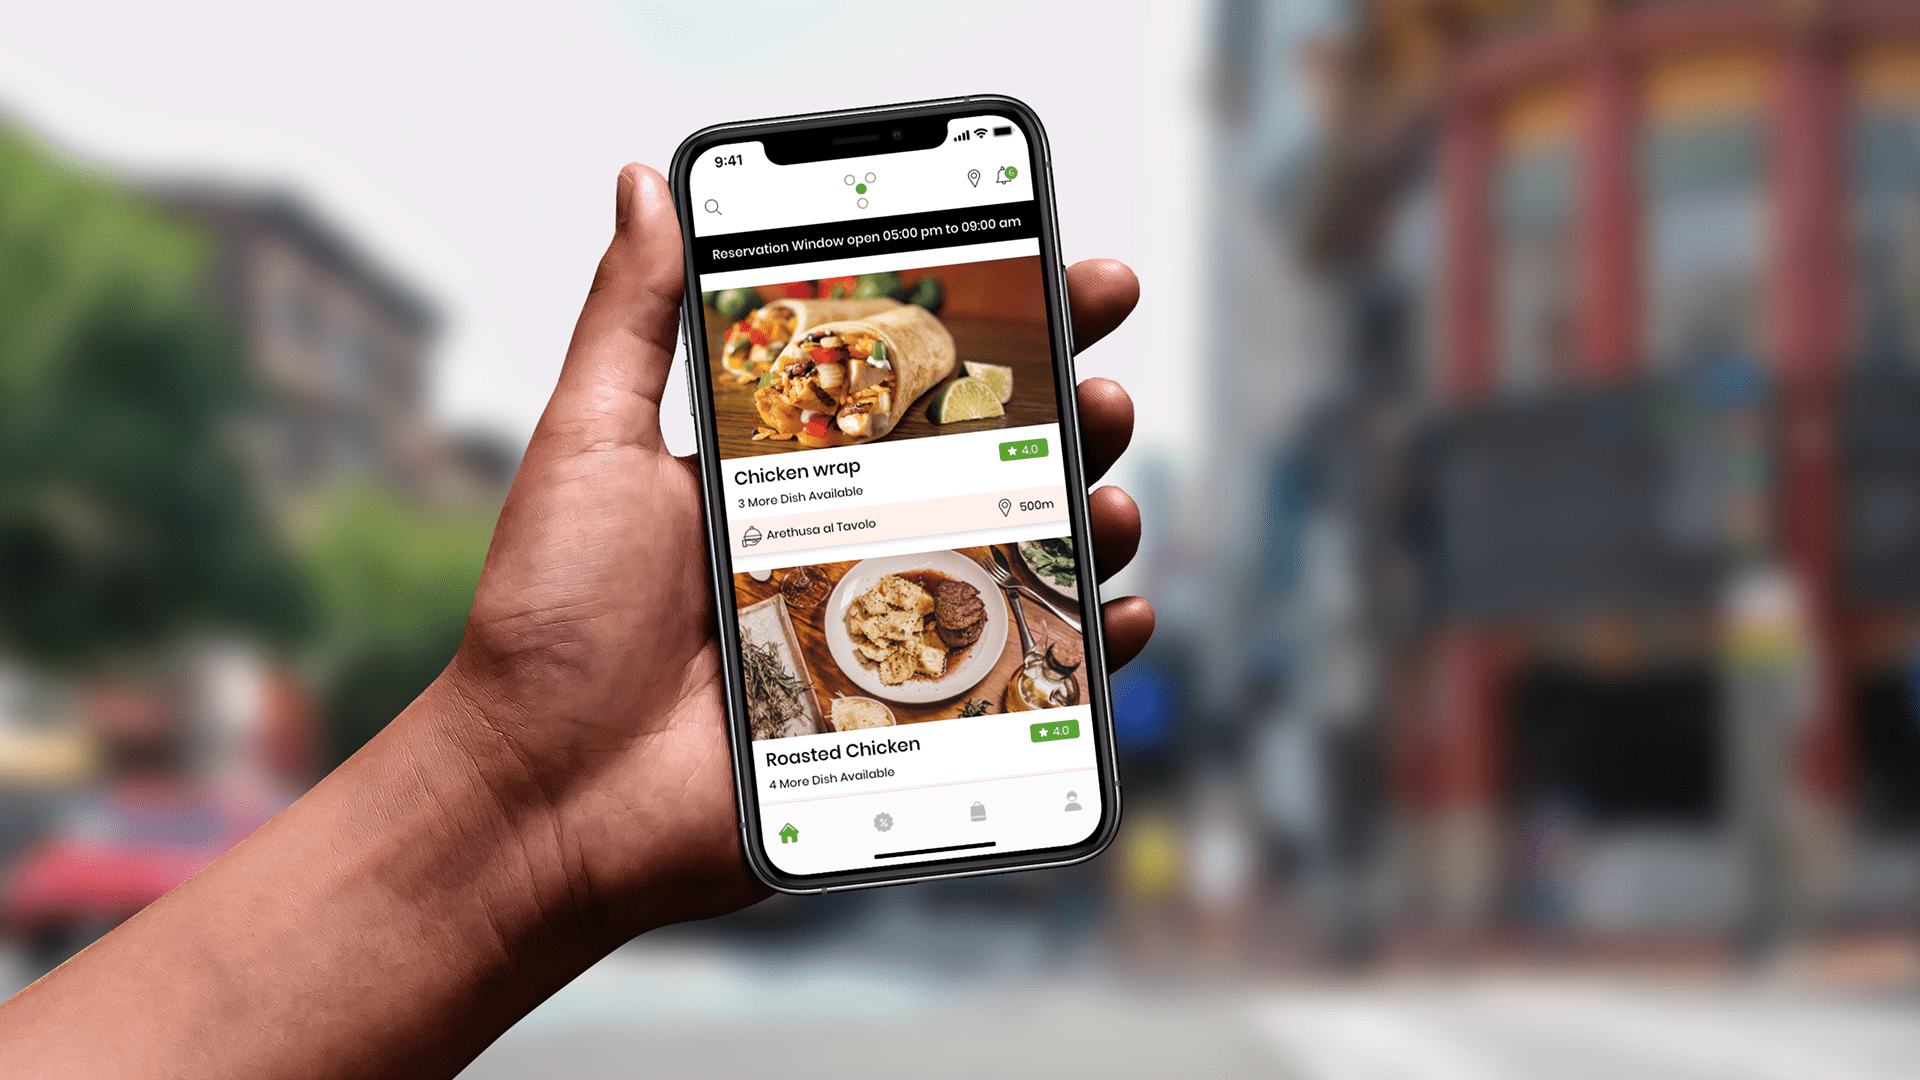 9:41
6
Reservation Window open 05:00 pm to 09:00 am
Chicken wrap
4.0
3 More Dish Available
Arethusa al Tavolo
500m
Roasted Chicken
4.0
4 More Dish Available